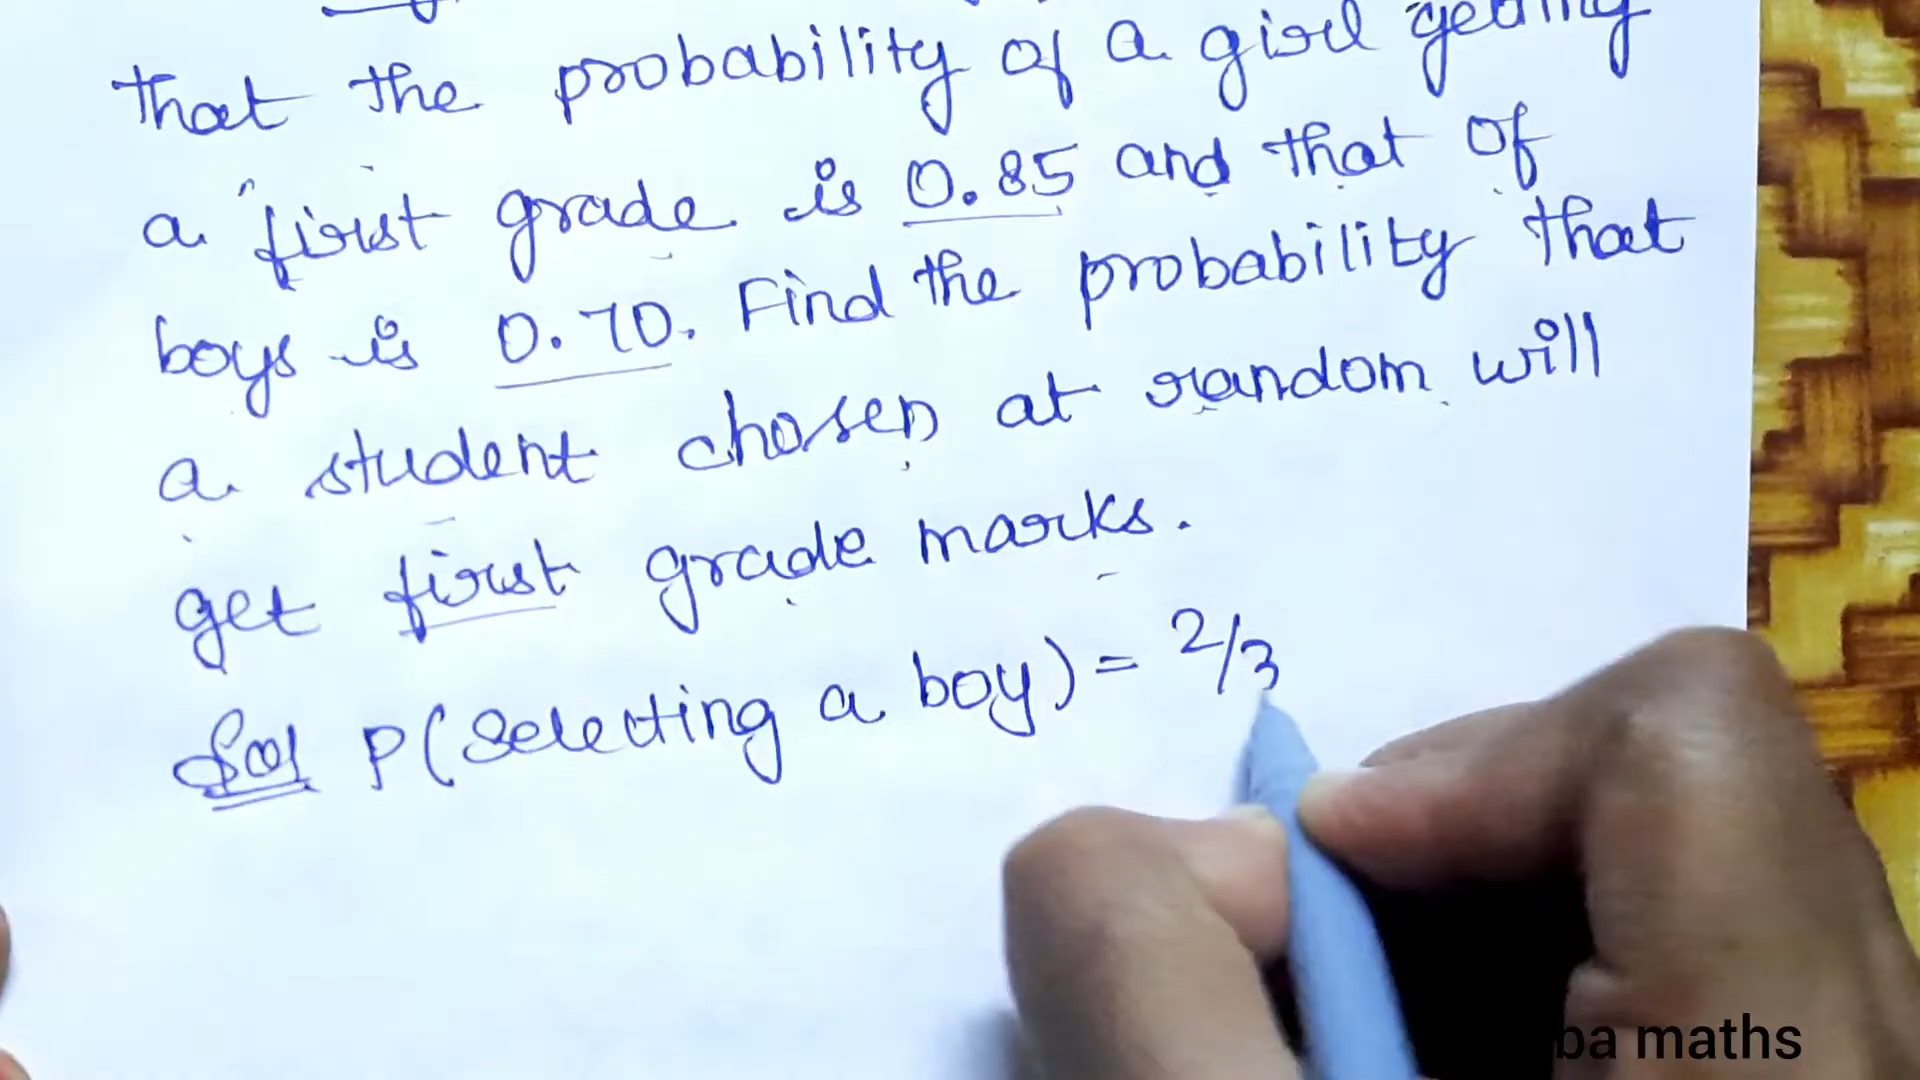 that the probability of a girl getting
a first grade is 0.85 and that of
boys is 0.70. Find the probability that
a student chosen at random will
get first grade marks.
Sol P(Selecting a boy) = 2/3
ba maths